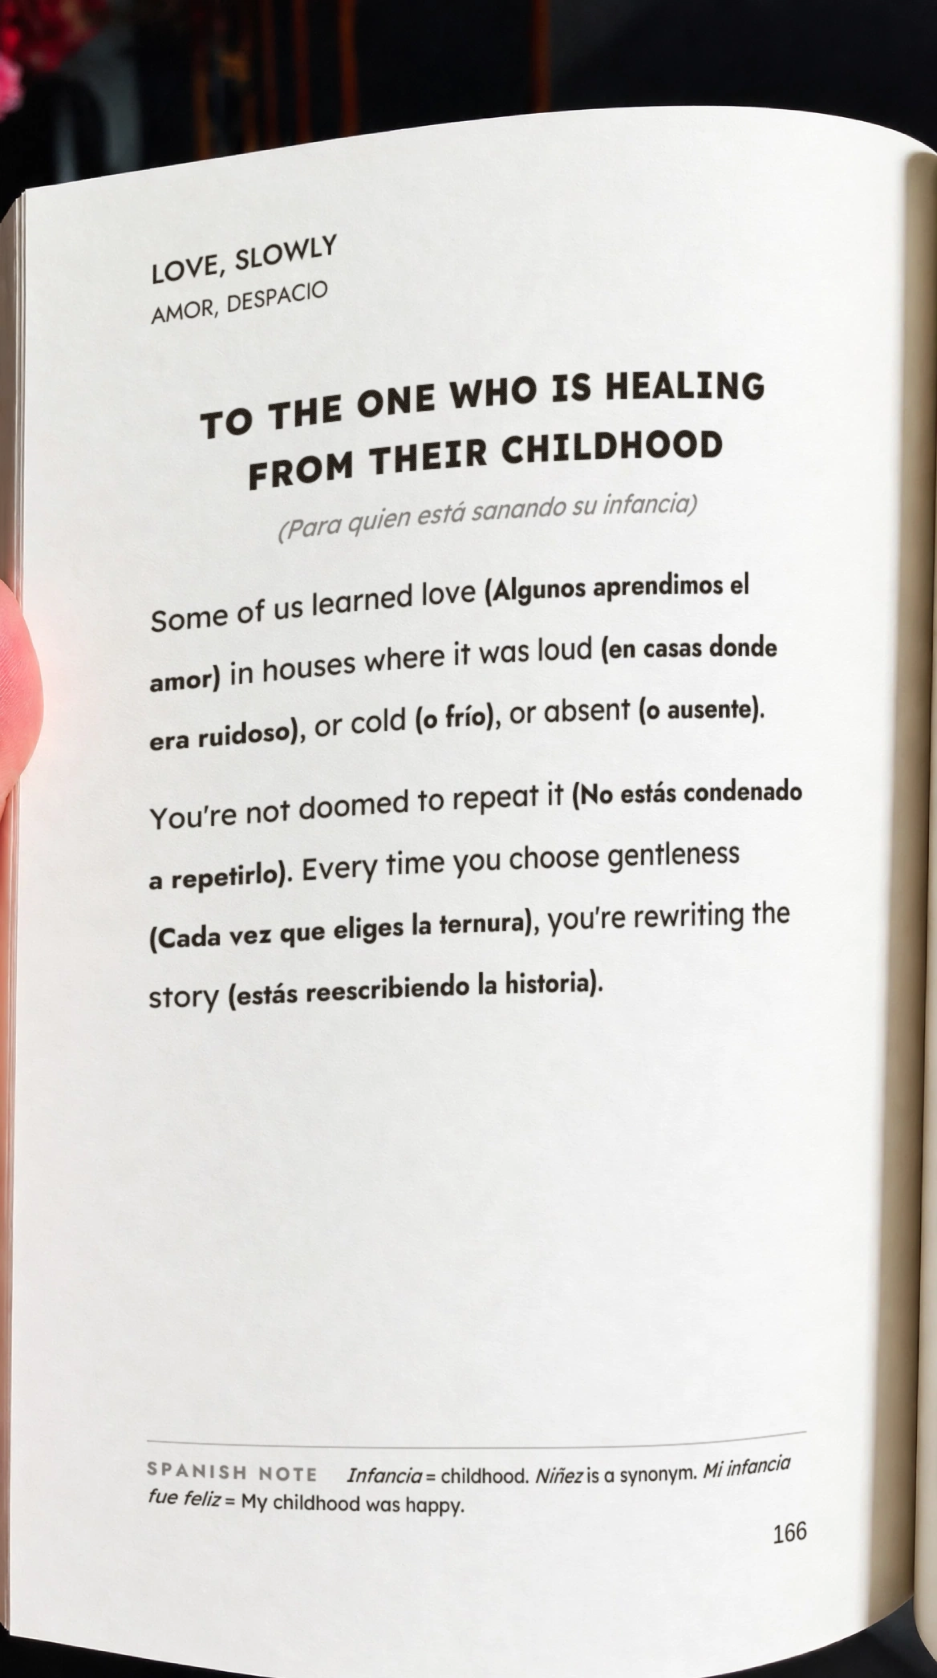 LOVE, SLOWLY
AMOR, DESPACIO
TO THE ONE WHO IS HEALING
FROM THEIR CHILDHOOD
(Para quien está sanando su infancia)
Some of us learned love (Algunos aprendimos el
amor) in houses where it was loud (en casas donde
era ruidoso), or cold (o frío), or absent (o ausente).
You're not doomed to repeat it (No estás condenado
a repetirlo). Every time you choose gentleness
(Cada vez que eliges la ternura), you're rewriting the
story (estás reescribiendo la historia).
SPANISH NOTE Infancia = childhood. Niñez is a synonym. Mi infancia
fue feliz = My childhood was happy.
166